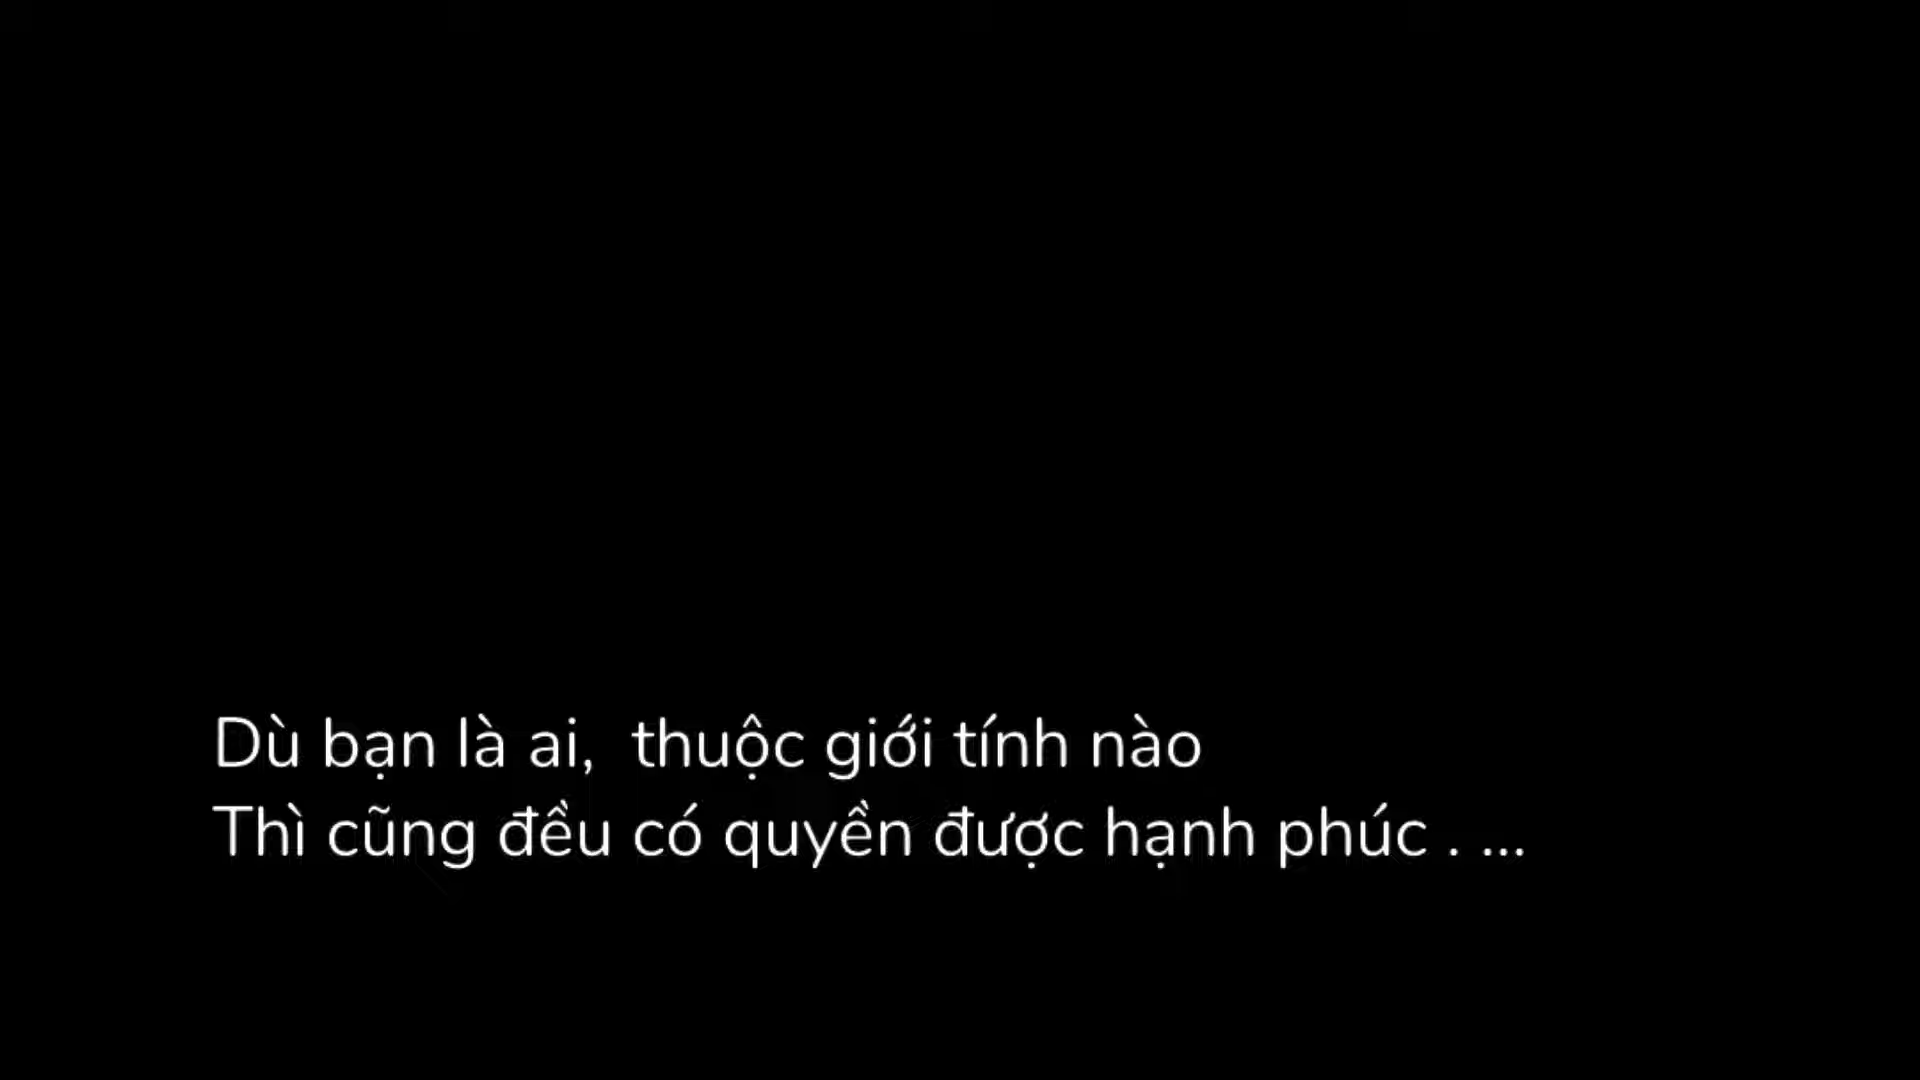 Dù bạn là ai, thuộc giới tính nào
Thì cũng đều có quyền được hạnh phúc . ...